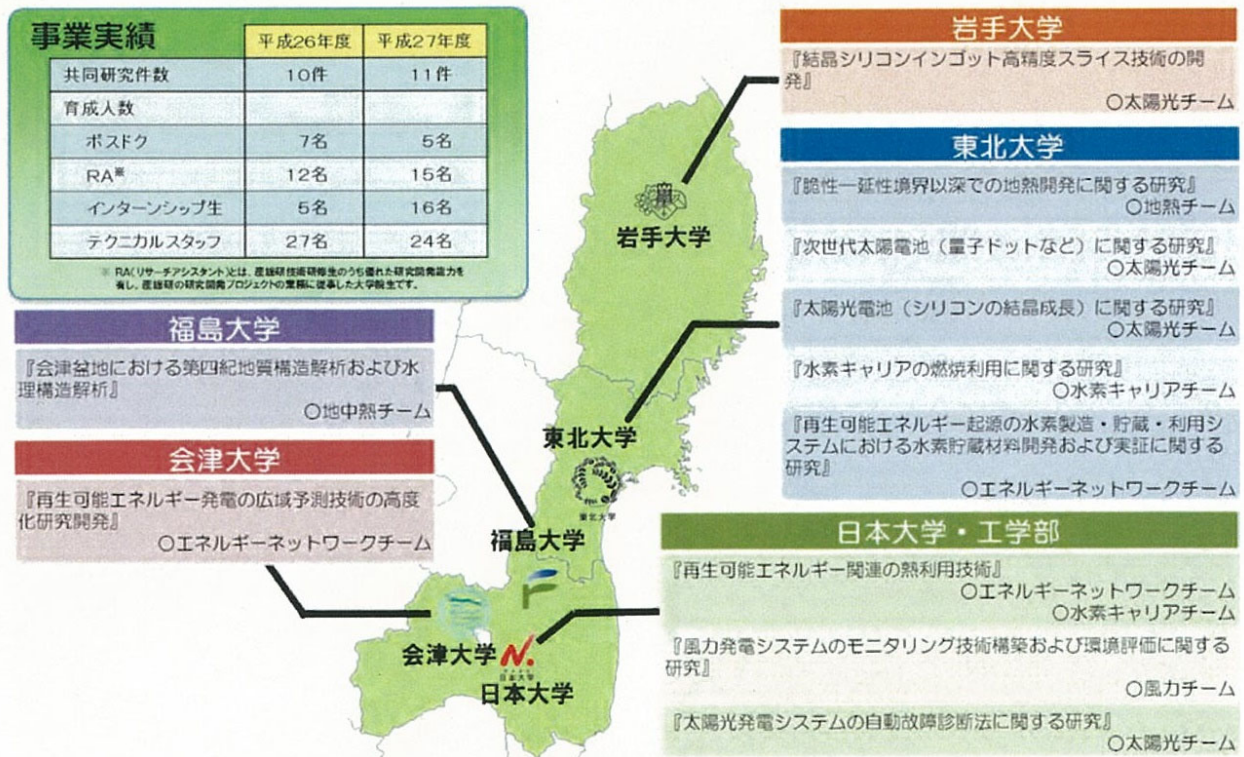 事業実績
平成26年度 平成27年度
共同研究件数 10件 11件
育成人数
ポスドク 7名 5名
RA※ 12名 15名
インターンシップ生 5名 16名
テクニカルスタッフ 27名 24名
※ RA(リサーチアシスタント)とは、産総研技術研修生のうち優れた研究開発能力を
有し、産総研の研究開発プロジェクトの業務に従事した大学院生です。
福島大学
『会津盆地における第四紀地質構造解析および水
理構造解析』
〇地中熱チーム
会津大学
『再生可能エネルギー発電の広域予測技術の高度
化研究開発』
〇エネルギーネットワークチーム
岩手大学
『結晶シリコンインゴット高精度スライス技術の開
発』
〇太陽光チーム
東北大学
『脆性ー延性境界以深での地熱開発に関する研究』
〇地熱チーム
『次世代太陽電池（量子ドットなど）に関する研究』
〇太陽光チーム
『太陽光電池（シリコンの結晶成長）に関する研究』
〇太陽光チーム
『水素キャリアの燃焼利用に関する研究』
〇水素キャリアチーム
『再生可能エネルギー起源の水素製造・貯蔵・利用シ
ステムにおける水素貯蔵材料開発および実証に関する
研究』
〇エネルギーネットワークチーム
日本大学・工学部
『再生可能エネルギー関連の熱利用技術』
〇エネルギーネットワークチーム
〇水素キャリアチーム
『風力発電システムのモニタリング技術構築および環境評価に関する
研究』
〇風力チーム
『太陽光発電システムの自動故障診断法に関する研究』
〇太陽光チーム
岩手大学
東北大学
東北大学
福島大学
会津大学
N.
日本大学
日本大学